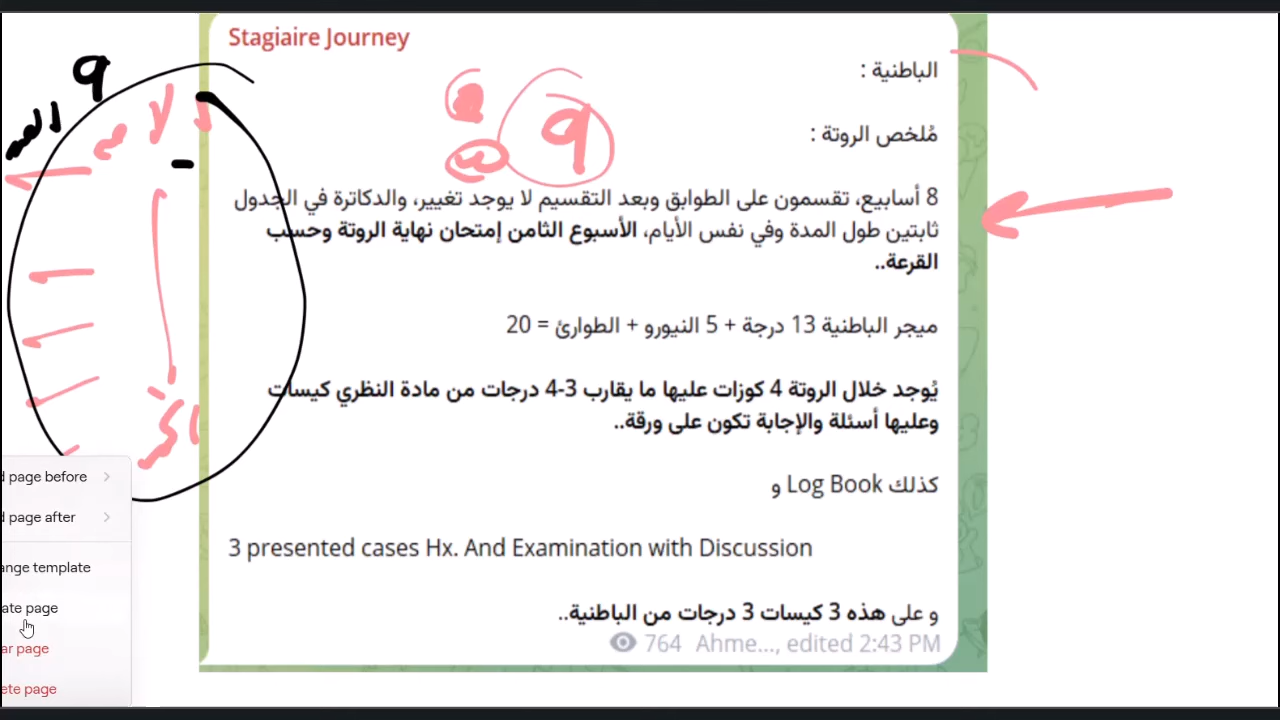 Stagiaire Journey
الباطنية :
مُلخص الروتة :
8 أسابيع، تقسمون على الطوابق وبعد التقسيم لا يوجد تغيير، والدكاترة في الجدول
ثابتين طول المدة وفي نفس الأيام، الأسبوع الثامن إمتحان نهاية الروتة وحسب
القرعة..
ميجر الباطنية 13 درجة + 5 النيورو + الطوارئ = 20
يُوجد خلال الروتة 4 كوزات عليها ما يقارب 3-4 درجات من مادة النظري كيسات
وعليها أسئلة والإجابة تكون على ورقة..
كذلك Log Book و
3 presented cases Hx. And Examination with Discussion
و على هذه 3 كيسات 3 درجات من الباطنية..
764 Ahme..., edited 2:43 PM
9
9
d page before
d page after
ange template
ate page
ar page
ete page